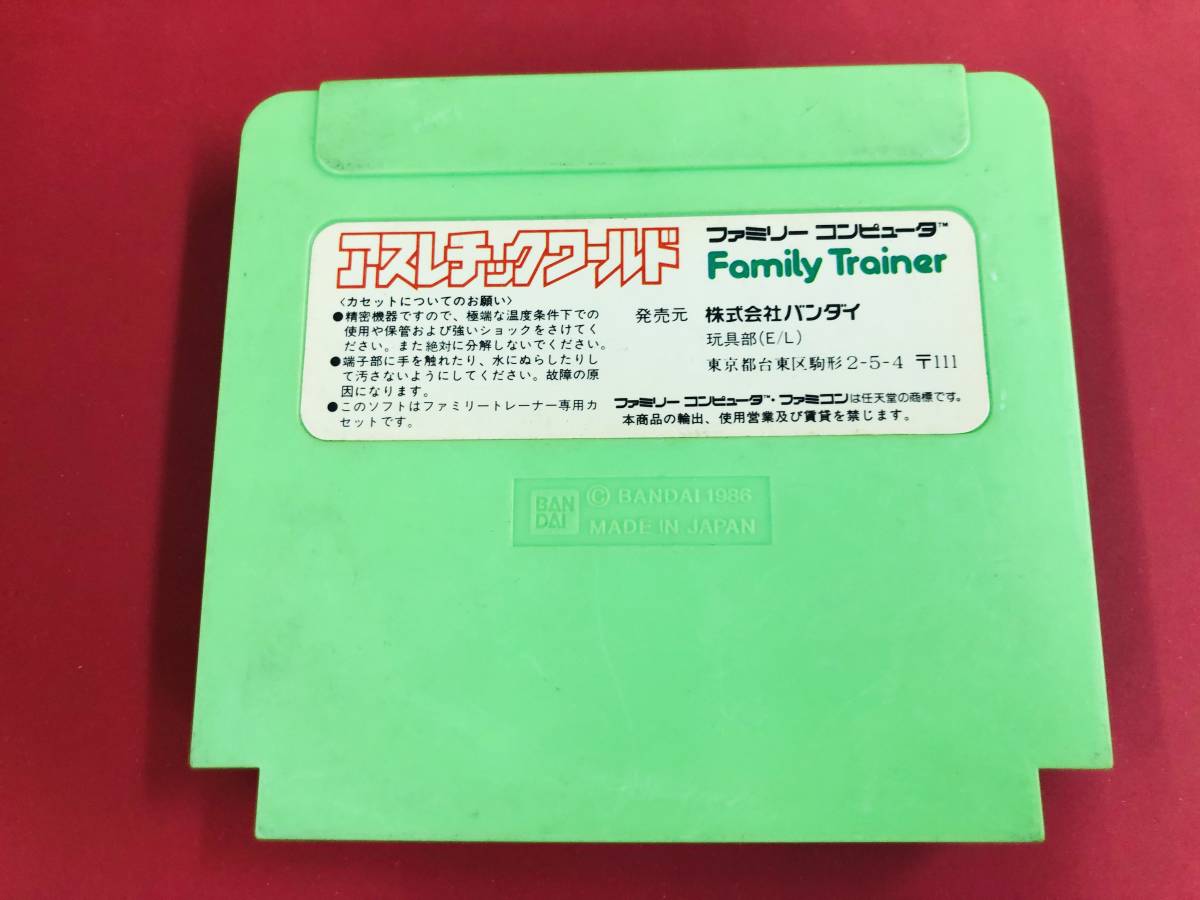 アスレチックワールド
〈カセットについてのお願い〉
●精密機器ですので、極端な温度条件下での
使用や保管および強いショックをさけてく
ださい。また絶対に分解しないでください。
●端子部に手を触れたり、水にぬらしたりし
て汚さないようにしてください。故障の原
因になります。
●このソフトはファミリートレーナー専用カ
セットです。
ファミリー コンピュータ™
Family Trainer
発売元 株式会社バンダイ
玩具部(E/L)
東京都台東区駒形2-5-4 〒111
ファミリー コンピュータ™・ファミコンは任天堂の商標です。
本商品の輸出、使用営業及び賃貸を禁じます。
BAN
DAI
© BANDAI 1986
MADE IN JAPAN